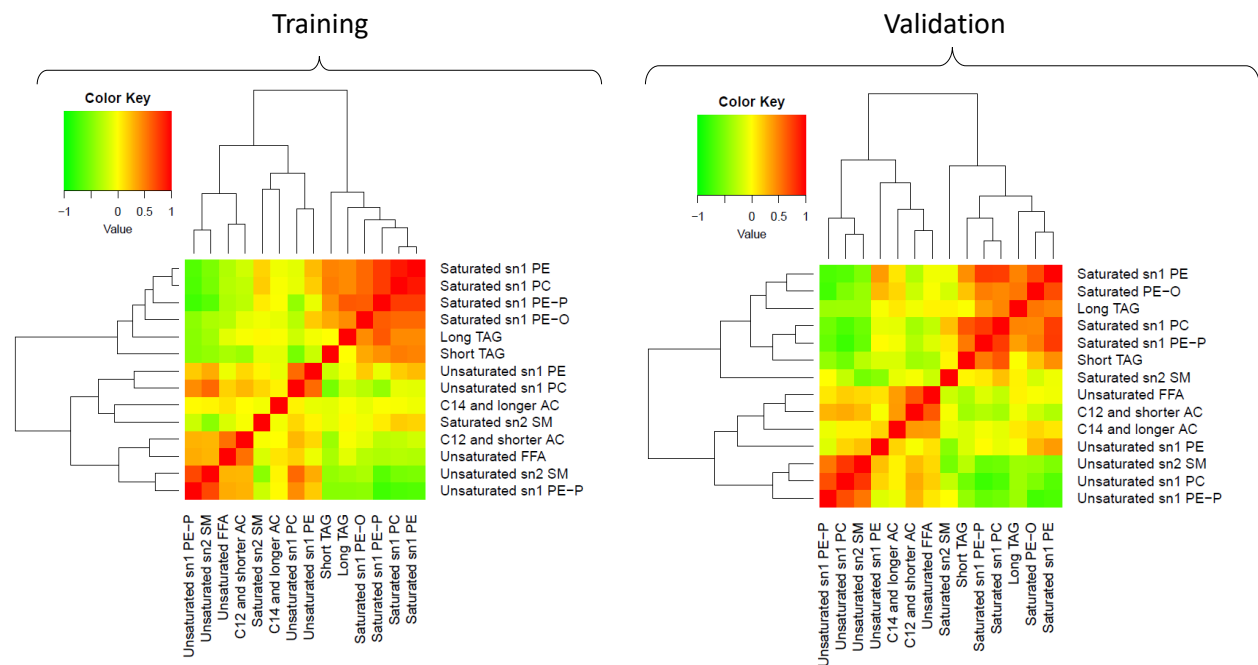 Training
Color Key
−1
0
0.5
1
Value
Saturated sn1 PE
Saturated sn1 PC
Saturated sn1 PE−P
Saturated sn1 PE−O
Long TAG
Short TAG
Unsaturated sn1 PE
Unsaturated sn1 PC
C14 and longer AC
Saturated sn2 SM
C12 and shorter AC
Unsaturated FFA
Unsaturated sn2 SM
Unsaturated sn1 PE−P
Unsaturated sn1 PE−P
Unsaturated sn2 SM
Unsaturated FFA
C12 and shorter AC
Saturated sn2 SM
C14 and longer AC
Unsaturated sn1 PC
Unsaturated sn1 PE
Short TAG
Long TAG
Saturated sn1 PE−O
Saturated sn1 PE−P
Saturated sn1 PC
Saturated sn1 PE
Validation
Color Key
−1
0
0.5
1
Value
Saturated sn1 PE
Saturated PE−O
Long TAG
Saturated sn1 PC
Saturated sn1 PE−P
Short TAG
Saturated sn2 SM
Unsaturated FFA
C12 and shorter AC
C14 and longer AC
Unsaturated sn1 PE
Unsaturated sn2 SM
Unsaturated sn1 PC
Unsaturated sn1 PE−P
Unsaturated sn1 PE−P
Unsaturated sn1 PC
Unsaturated sn2 SM
Unsaturated sn1 PE
C14 and longer AC
C12 and shorter AC
Unsaturated FFA
Saturated sn2 SM
Short TAG
Saturated sn1 PE−P
Saturated sn1 PC
Long TAG
Saturated PE−O
Saturated sn1 PE